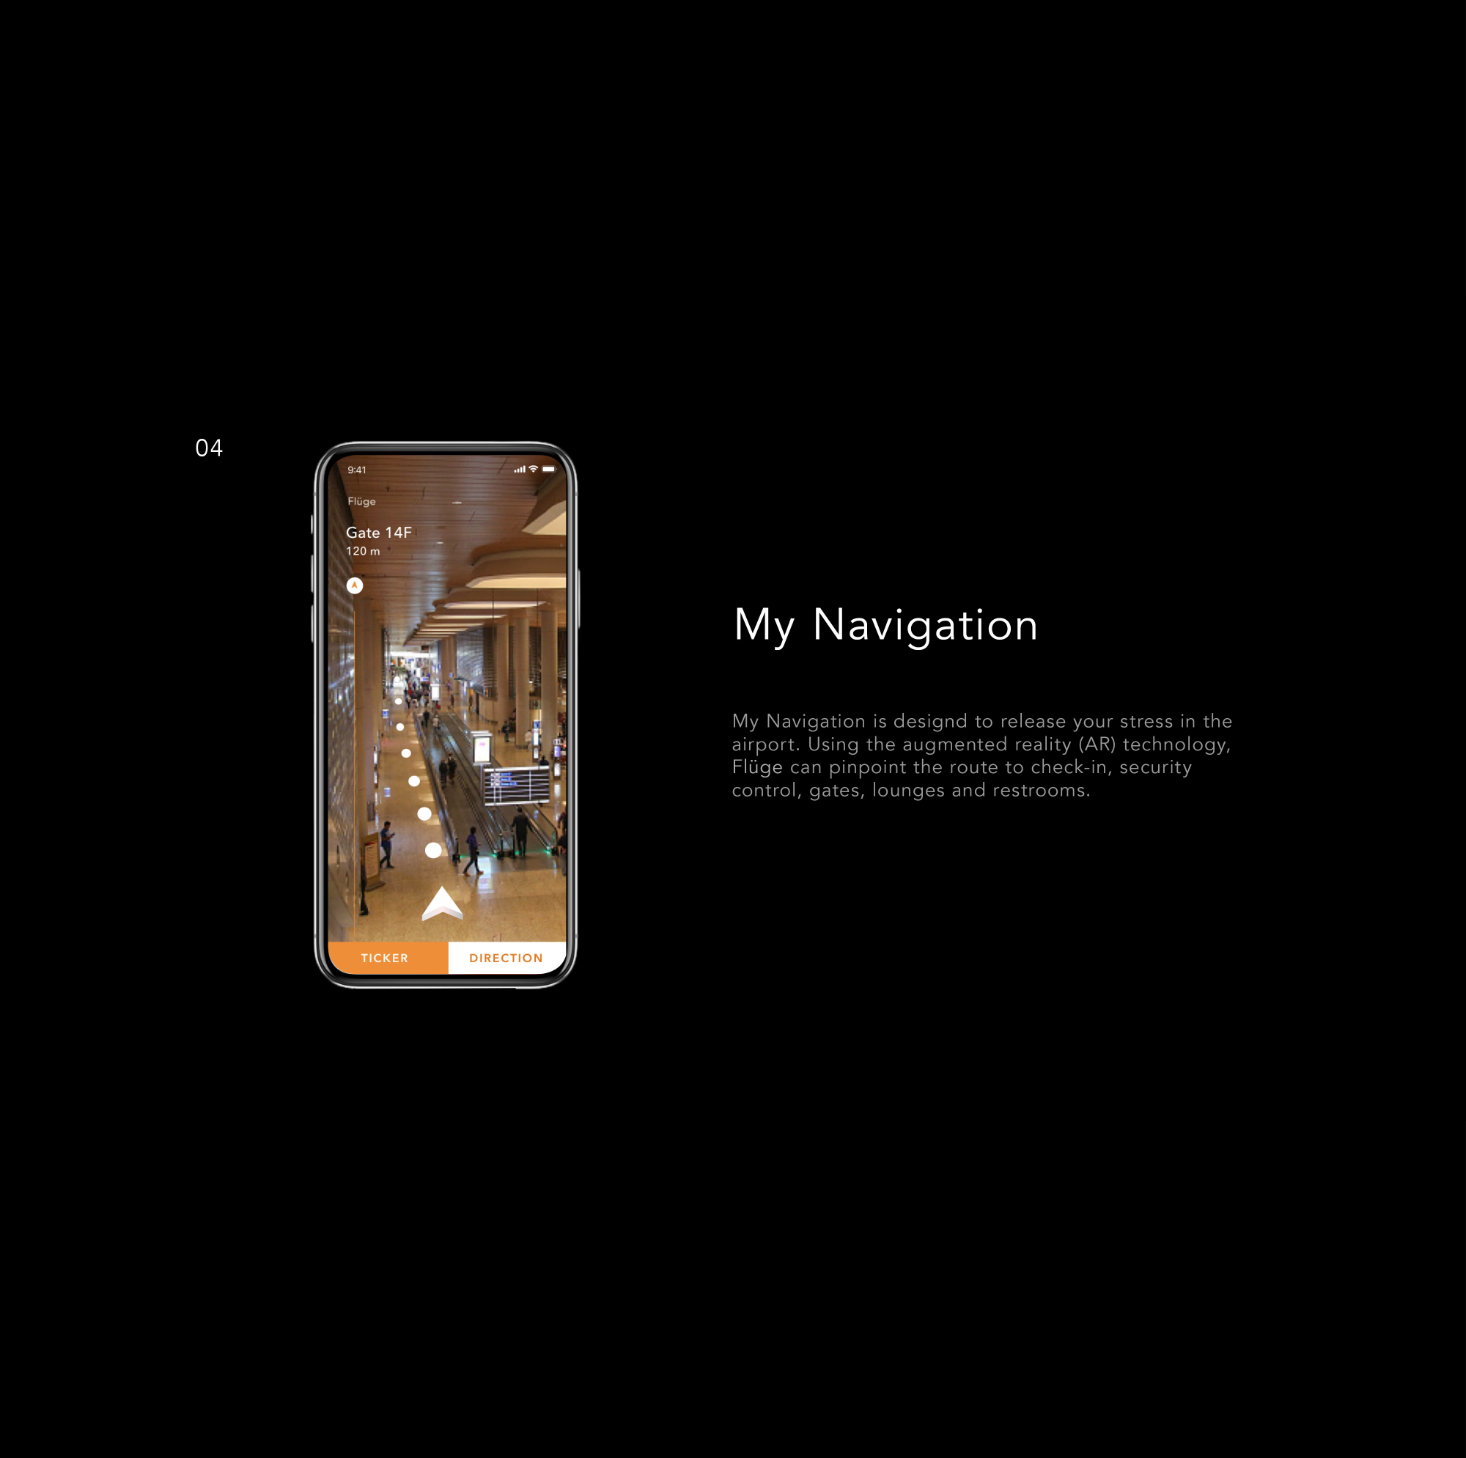 04
9:41
Flüge
Gate 14F
120 m
A
TICKER
DIRECTION
My Navigation
My Navigation is designd to release your stress in the
airport. Using the augmented reality (AR) technology,
Flüge can pinpoint the route to check-in, security
control, gates, lounges and restrooms.